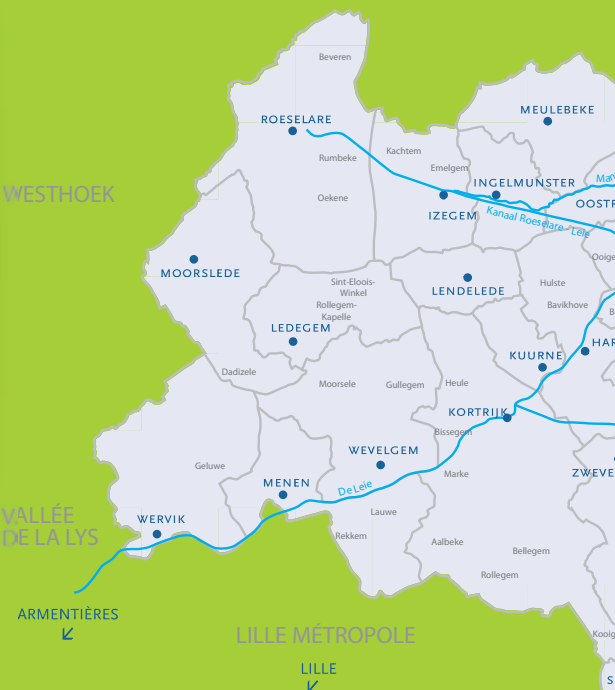 Beveren
MEULEBEKE
ROESELARE
Kachtem
Rumbeke
Emelgem
INGELMUNSTER
WESTHOEK
Oekene
IZEGEM
OOSTR
Kanaal Roeselare - Leie
MOORSLEDE
Ooige
Sint-Eloois-
Winkel
LENDELEDE
Hulste
Rollegem-
Kapelle
Bavikhove
LEDEGEM
HAR
KUURNE
Dadizele
Moorsele
Gullegem
Heule
KORTRIJK
Bissegem
WEVELGEM
Geluwe
Marke
ZWEVE
MENEN
De Leie
VALLÉE
DE LA LYS
WERVIK
Lauwe
Rekkem
Aalbeke
Bellegem
Rollegem
ARMENTIÈRES
LILLE MÉTROPOLE
Kooig
LILLE
S